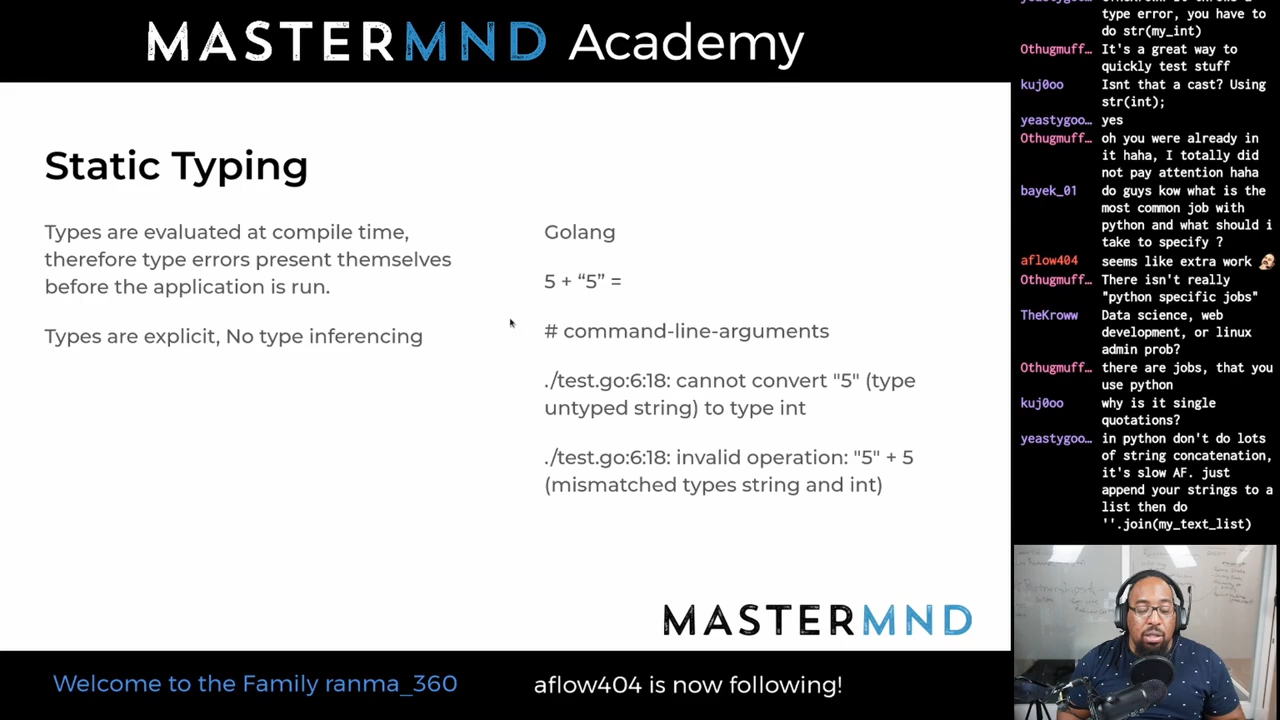 MASTERMND Academy
Static Typing
Types are evaluated at compile time,
therefore type errors present themselves
before the application is run.
Types are explicit, No type inferencing
Golang
5 + “5” =
# command-line-arguments
./test.go:6:18: cannot convert "5" (type
untyped string) to type int
./test.go:6:18: invalid operation: "5" + 5
(mismatched types string and int)
MASTERMND
Welcome to the Family ranma_360
aflow404 is now following!
type error, you have to
do str(my_int)
Othugmuff… It's a great way to
quickly test stuff
kuj0oo Isnt that a cast? Using
str(int);
yeastygoo… yes
Othugmuff… oh you were already in
it haha, I totally did
not pay attention haha
bayek_01 do guys kow what is the
most common job with
python and what should i
take to specify ?
aflow404 seems like extra work
Othugmuff… There isn't really
"python specific jobs"
TheKroww Data science, web
development, or linux
admin prob?
Othugmuff… there are jobs, that you
use python
kuj0oo why is it single
quotations?
yeastygoo… in python don't do lots
of string concatenation,
it's slow AF. just
append your strings to a
list then do
''.join(my_text_list)